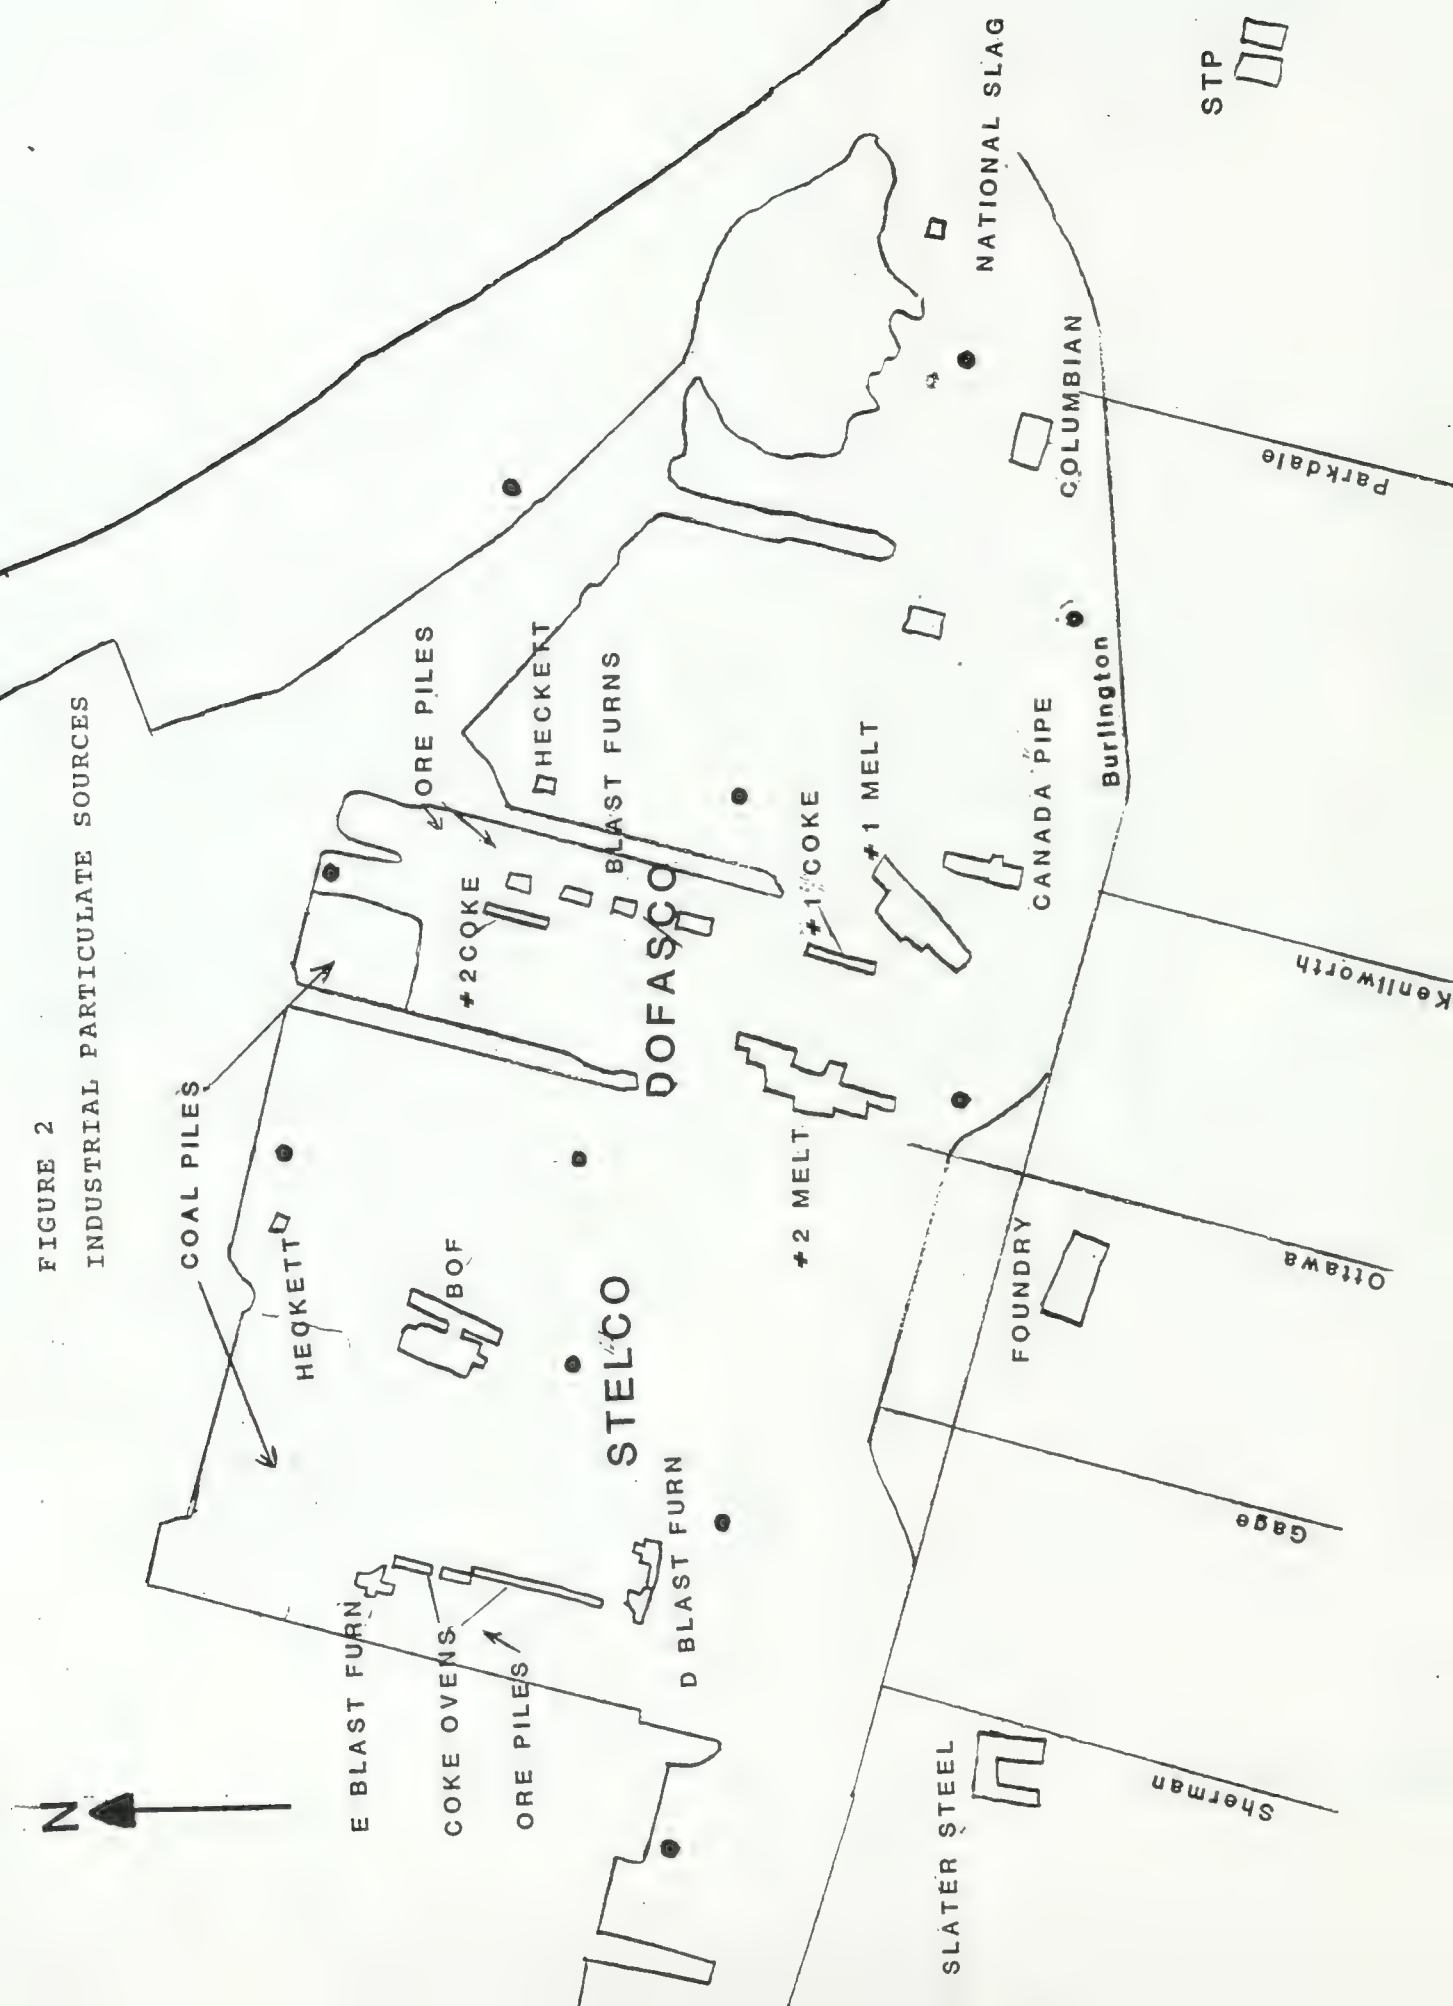 FIGURE 2
INDUSTRIAL PARTICULATE SOURCES
N
COAL PILES
HECKETT
BOF
E BLAST FURN
COKE OVENS
ORE PILES
STELCO
D BLAST FURN
ORE PILES
HECKETT
BLAST FURNS
#2 COKE
DOFASCO
#1 COKE
#1 MELT
#2 MELT
CANADA PIPE
COLUMBIAN
NATIONAL SLAG
STP
Burlington
FOUNDRY
SLATER STEEL
Sherman
Gage
Ottawa
Kenilworth
Parkdale